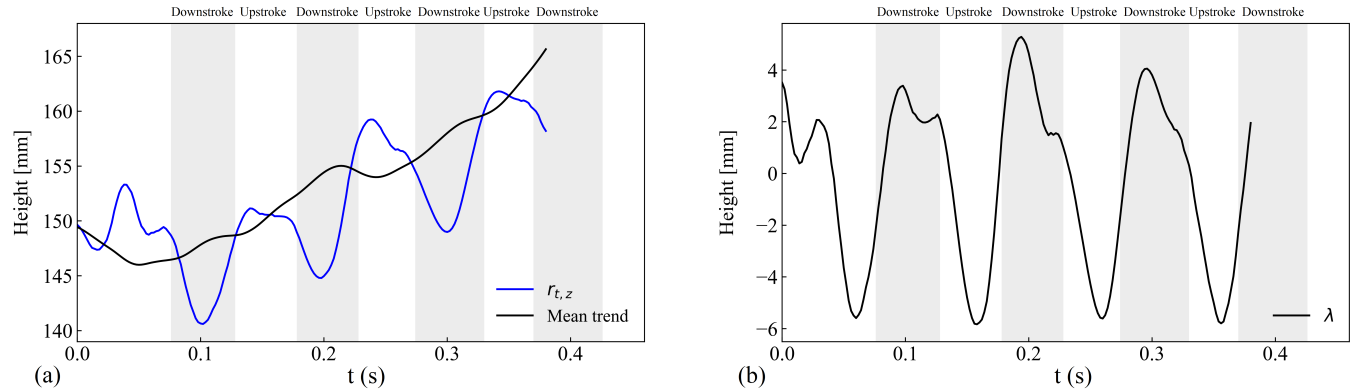 Downstroke Upstroke Downstroke Upstroke Downstroke Upstroke Downstroke
165
160
155
150
145
140
Height [mm]
r_{t,z}
Mean trend
0.0 0.1 0.2 0.3 0.4
(a) t (s)
Downstroke Upstroke Downstroke Upstroke Downstroke Upstroke Downstroke
4
2
0
−2
−4
−6
Height [mm]
λ
0.0 0.1 0.2 0.3 0.4
(b) t (s)